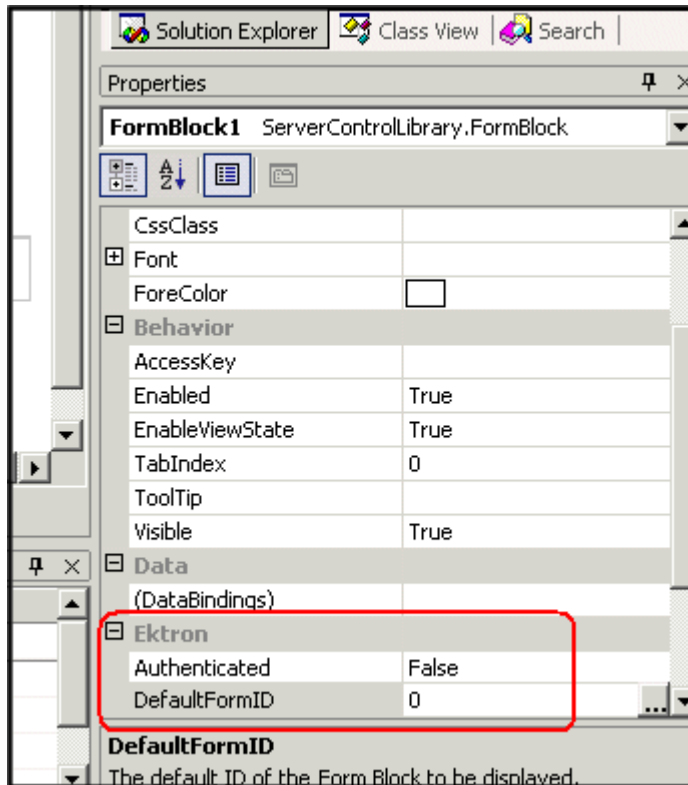 Solution Explorer Class View Search
Properties
FormBlock1 ServerControlLibrary.FormBlock
A Z
CssClass
Font
ForeColor
Behavior
AccessKey
Enabled True
EnableViewState True
TabIndex 0
ToolTip
Visible True
Data
(DataBindings)
Ektron
Authenticated False
DefaultFormID 0 ...
DefaultFormID
The default ID of the Form Block to be displayed.